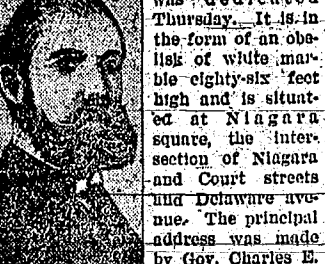 was dedicated
Thursday. It is in
the form of an obe-
lisk of white mar-
ble eighty-six feet
high and is situat-
ed at Niagara
square, the inter-
section of Niagara
and Court streets
and Delaware ave-
nue. The principal
address was made
by Gov. Charles E.